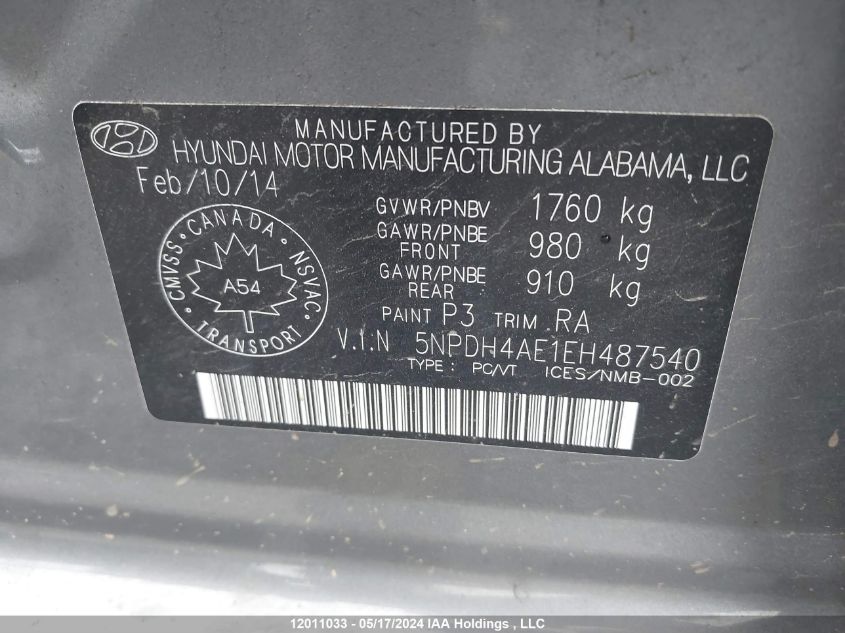 MANUFACTURED BY
HYUNDAI MOTOR MANUFACTURING ALABAMA, LLC
Feb/10/14
GVWR/PNBV 1760 kg
GAWR/PNBE FRONT 980 kg
GAWR/PNBE REAR 910 kg
PAINT P3 TRIM RA
V.I.N 5NPDH4AE1EH487540
TYPE : PC/VT ICES/NMB-002
CANADA
CMVSS · NSVAC
A54
TRANSPORT
12011033 - 05/17/2024 IAA Holdings , LLC